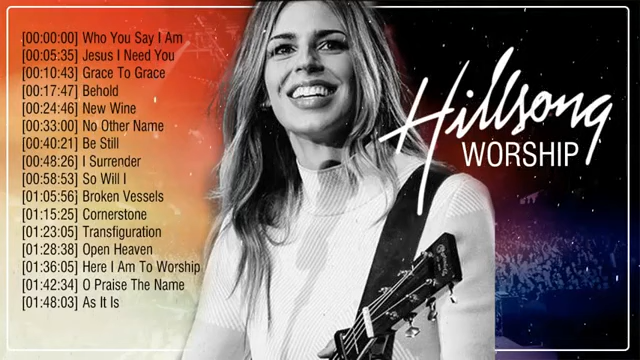 [00:00:00] Who You Say I Am
[00:05:35] Jesus I Need You
[00:10:43] Grace To Grace
[00:17:47] Behold
[00:24:46] New Wine
[00:33:00] No Other Name
[00:40:21] Be Still
[00:48:26] I Surrender
[00:58:53] So Will I
[01:05:56] Broken Vessels
[01:15:25] Cornerstone
[01:23:05] Transfiguration
[01:28:38] Open Heaven
[01:36:05] Here I Am To Worship
[01:42:34] O Praise The Name
[01:48:03] As It Is
Hillsong
WORSHIP